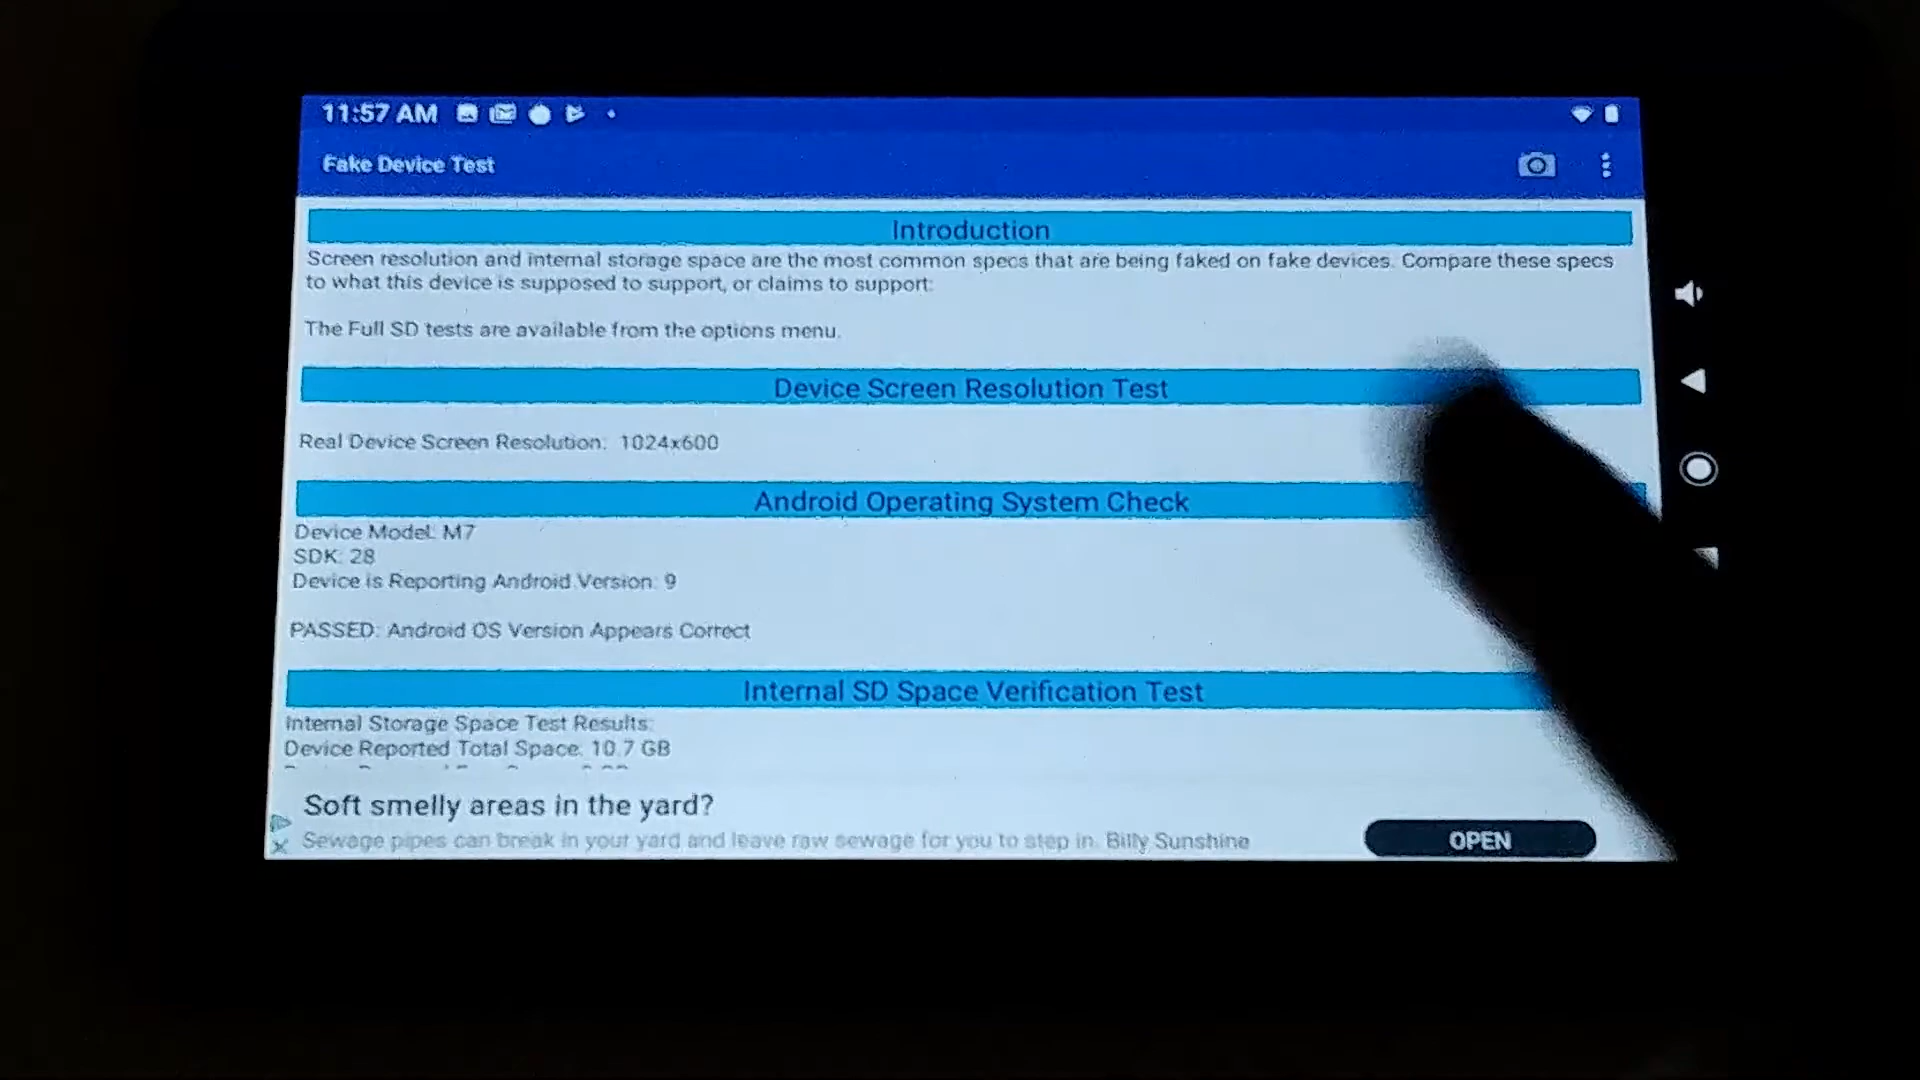 11:57 AM
Fake Device Test
Introduction
Screen resolution and internal storage space are the most common specs that are being faked on fake devices. Compare these specs
to what this device is supposed to support, or claims to support:
The Full SD tests are available from the options menu.
Device Screen Resolution Test
Real Device Screen Resolution: 1024x600
Android Operating System Check
Device Model: M7
SDK: 28
Device is Reporting Android Version: 9
PASSED: Android OS Version Appears Correct
Internal SD Space Verification Test
Internal Storage Space Test Results:
Device Reported Total Space: 10.7 GB
Soft smelly areas in the yard?
Sewage pipes can break in your yard and leave raw sewage for you to step in. Billy Sunshine
OPEN